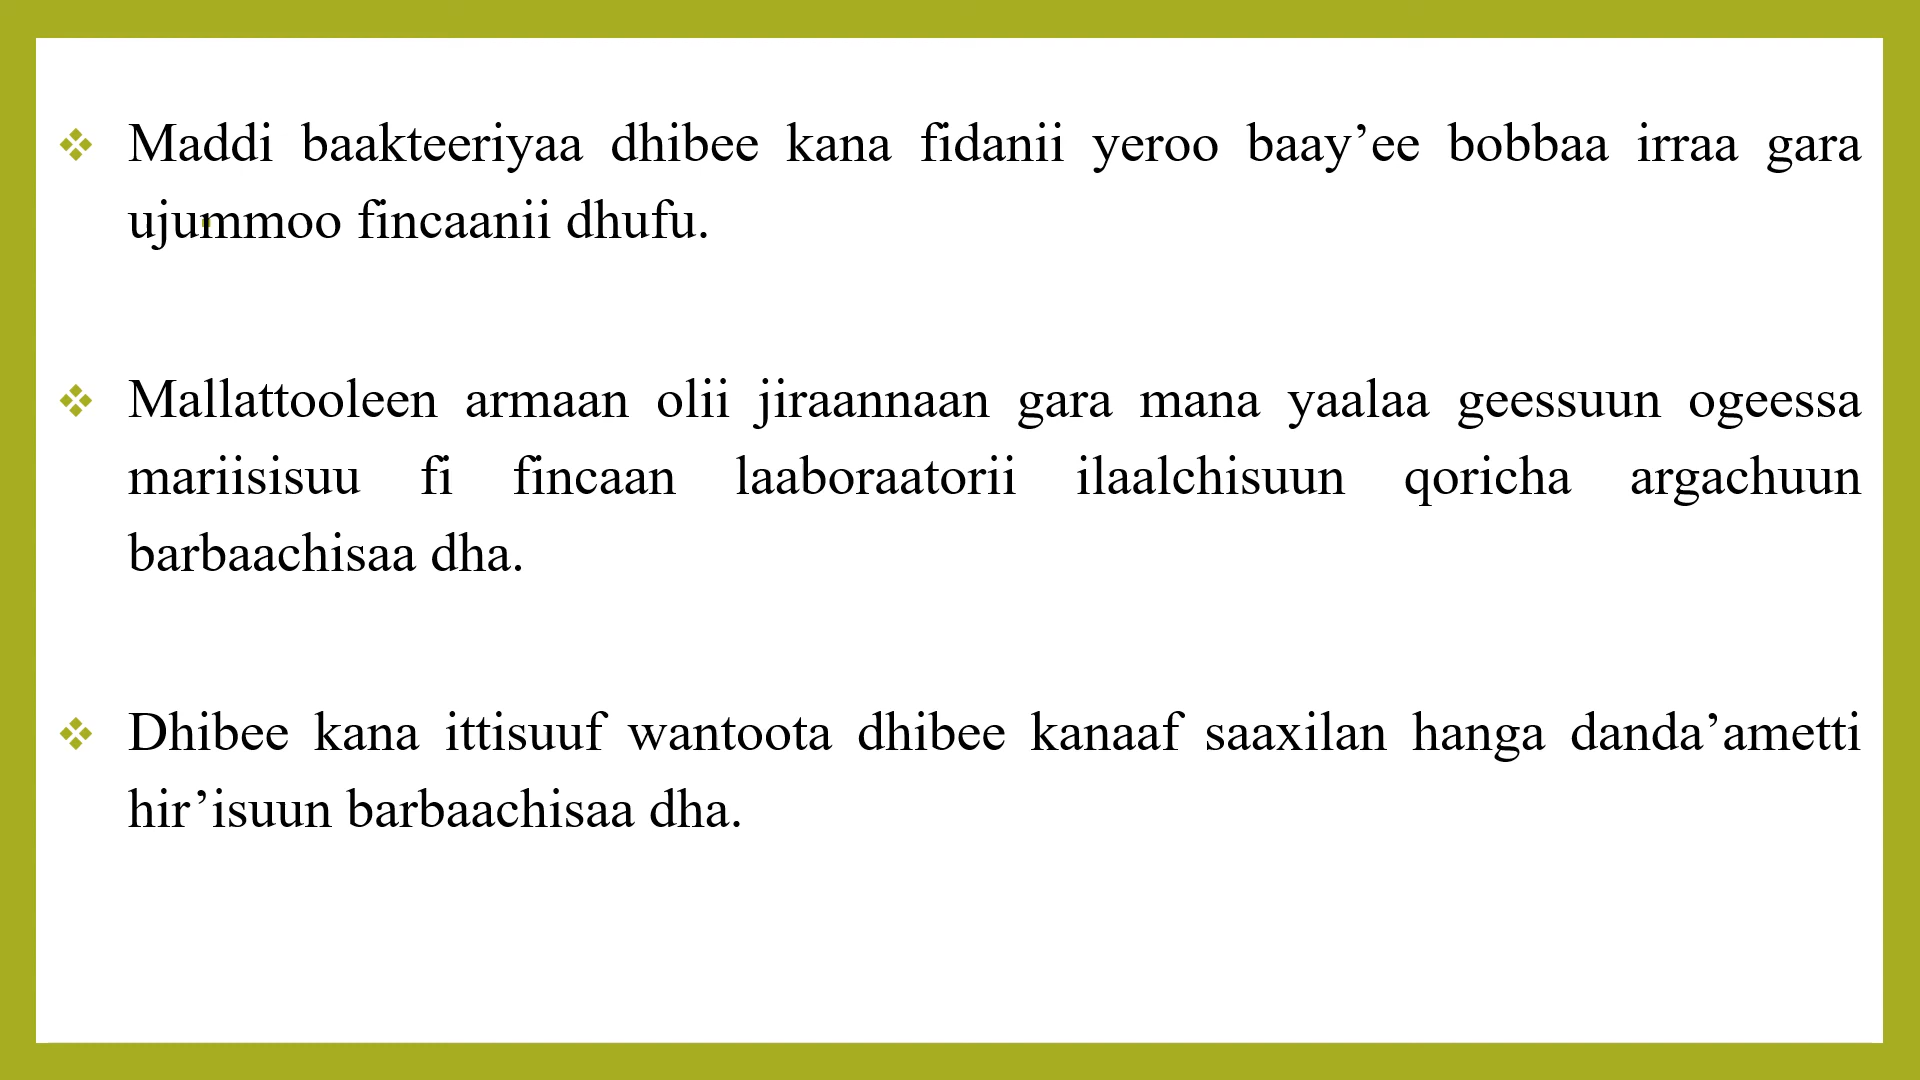 Maddi baakteeriyaa dhibee kana fidanii yeroo baay’ee bobbaa irraa gara
ujummoo fincaanii dhufu.
Mallattooleen armaan olii jiraannaan gara mana yaalaa geessuun ogeessa
mariisisuu fi fincaan laaboraatorii ilaalchisuun qoricha argachuun
barbaachisaa dha.
Dhibee kana ittisuuf wantoota dhibee kanaaf saaxilan hanga danda’ametti
hir’isuun barbaachisaa dha.